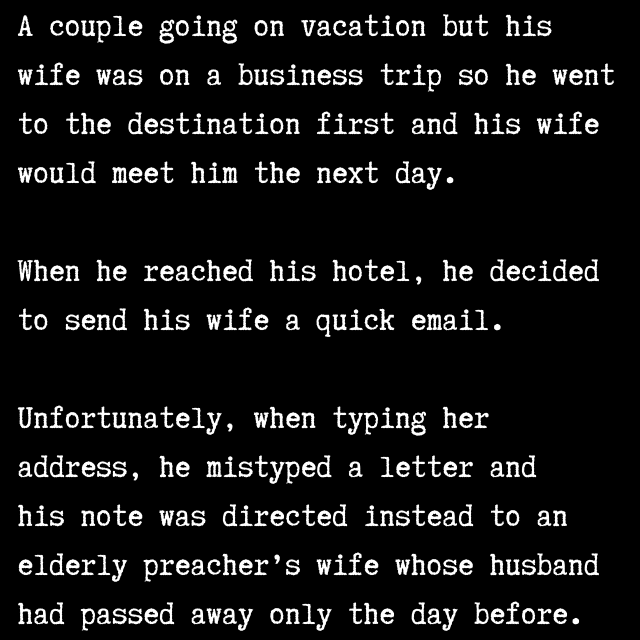 A couple going on vacation but his
wife was on a business trip so he went
to the destination first and his wife
would meet him the next day.
When he reached his hotel, he decided
to send his wife a quick email.
Unfortunately, when typing her
address, he mistyped a letter and
his note was directed instead to an
elderly preacher’s wife whose husband
had passed away only the day before.